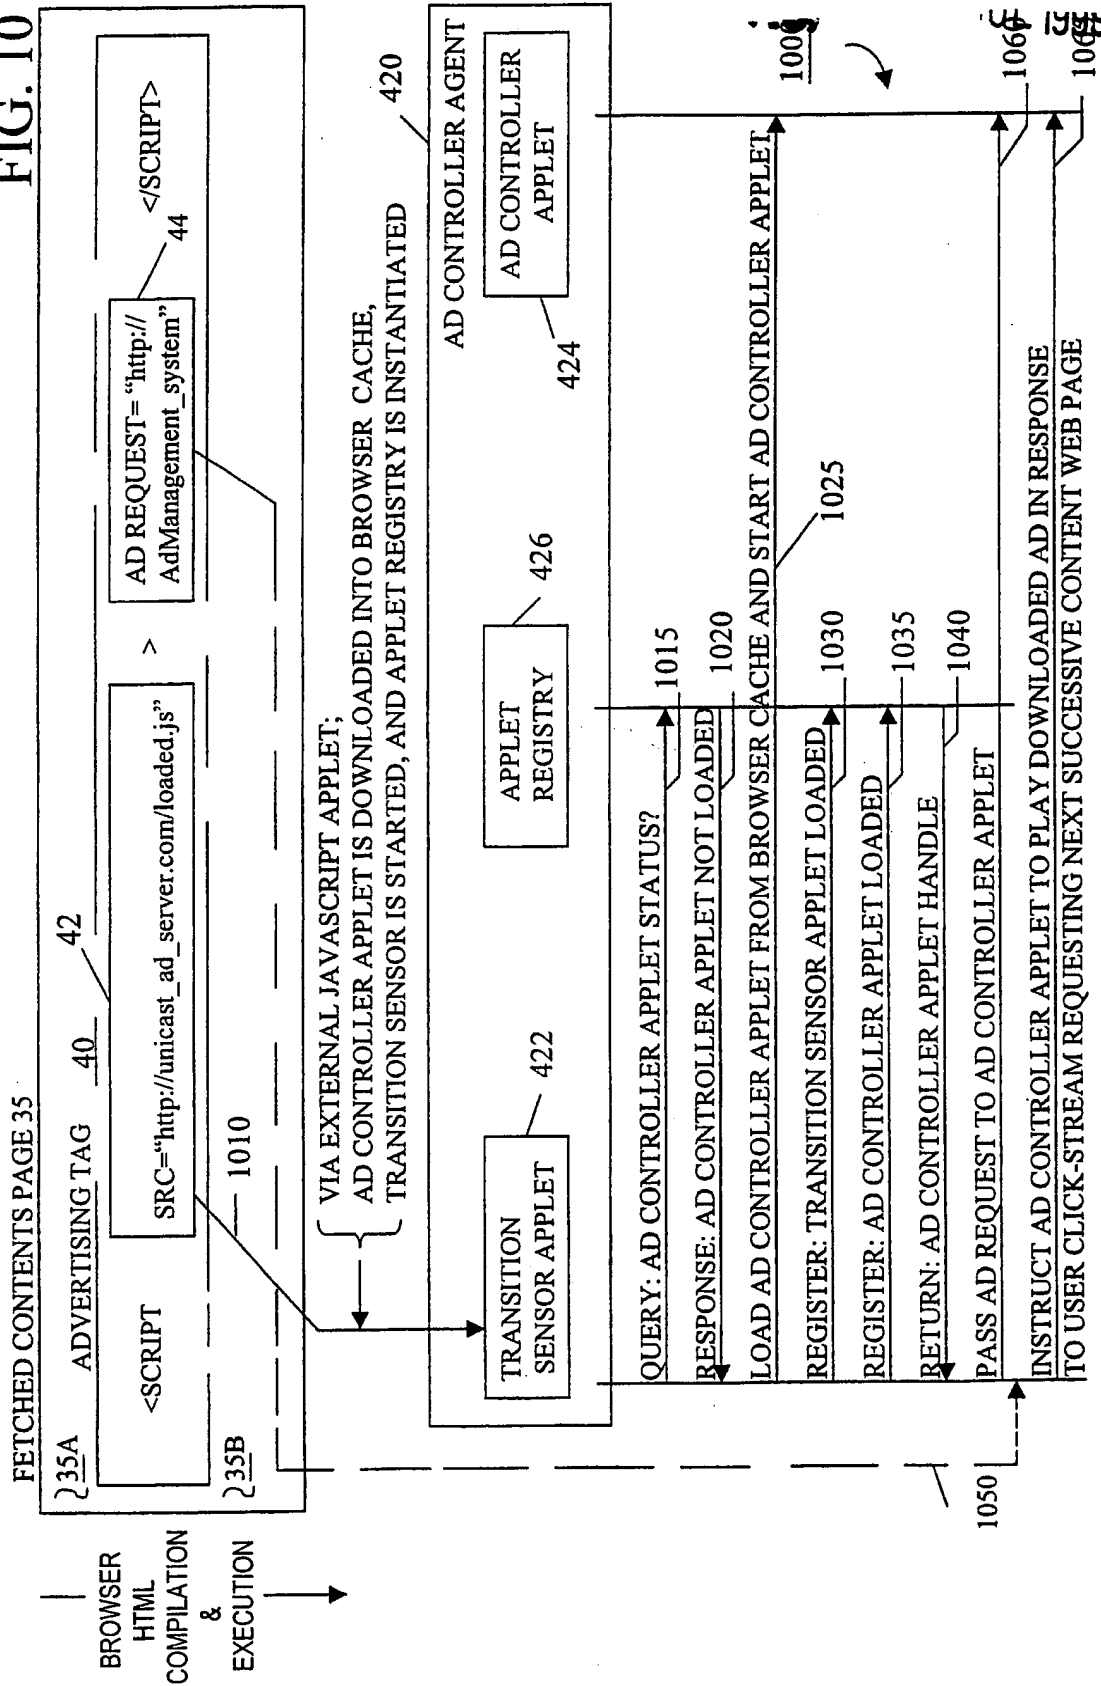 FIG. 10
FETCHED CONTENTS PAGE 35
35A
ADVERTISING TAG 40
42
<SCRIPT
SRC="http://unicast_ad_server.com/loaded.js"
>
AD REQUEST= "http://
AdManagement_system"
</SCRIPT>
44
35B
1010
BROWSER
HTML
COMPILATION
&
EXECUTION
VIA EXTERNAL JAVASCRIPT APPLET;
AD CONTROLLER APPLET IS DOWNLOADED INTO BROWSER CACHE,
TRANSITION SENSOR IS STARTED, AND APPLET REGISTRY IS INSTANTIATED
420
AD CONTROLLER AGENT
TRANSITION
SENSOR APPLET
422
APPLET
REGISTRY
426
AD CONTROLLER
APPLET
424
1000
QUERY: AD CONTROLLER APPLET STATUS?
1015
RESPONSE: AD CONTROLLER APPLET NOT LOADED
1020
LOAD AD CONTROLLER APPLET FROM BROWSER CACHE AND START AD CONTROLLER APPLET
1025
REGISTER: TRANSITION SENSOR APPLET LOADED
1030
REGISTER: AD CONTROLLER APPLET LOADED
1035
RETURN: AD CONTROLLER APPLET HANDLE
1040
1050
PASS AD REQUEST TO AD CONTROLLER APPLET
1060
INSTRUCT AD CONTROLLER APPLET TO PLAY DOWNLOADED AD IN RESPONSE
TO USER CLICK-STREAM REQUESTING NEXT SUCCESSIVE CONTENT WEB PAGE